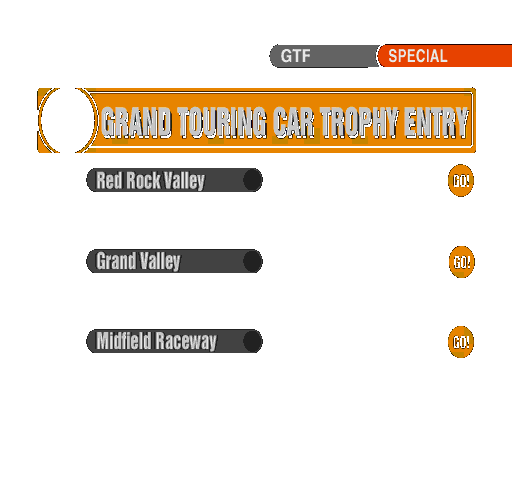 GTF SPECIAL
GRAND TOURING CAR TROPHY ENTRY
Red Rock Valley GO!
Grand Valley GO!
Midfield Raceway GO!